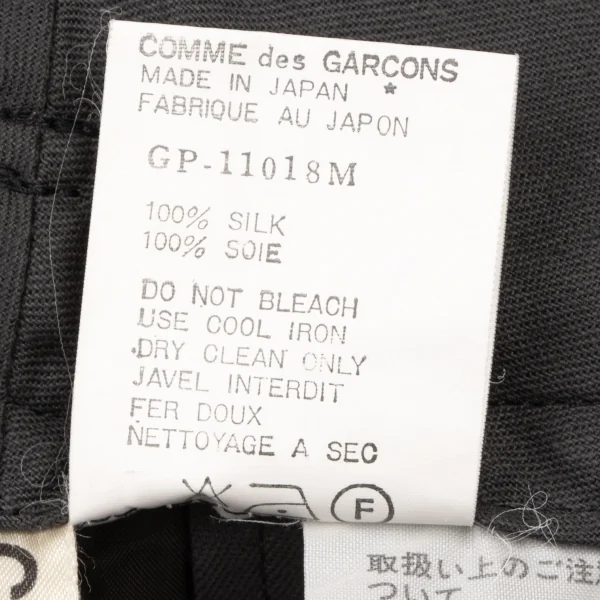 COMME des GARCONS
MADE IN JAPAN *
FABRIQUE AU JAPON
GP-11018M
100% SILK
100% SOIE
DO NOT BLEACH
USE COOL IRON
DRY CLEAN ONLY
JAVEL INTERDIT
FER DOUX
NETTOYAGE A SEC
F
取扱い上のご注
ついて